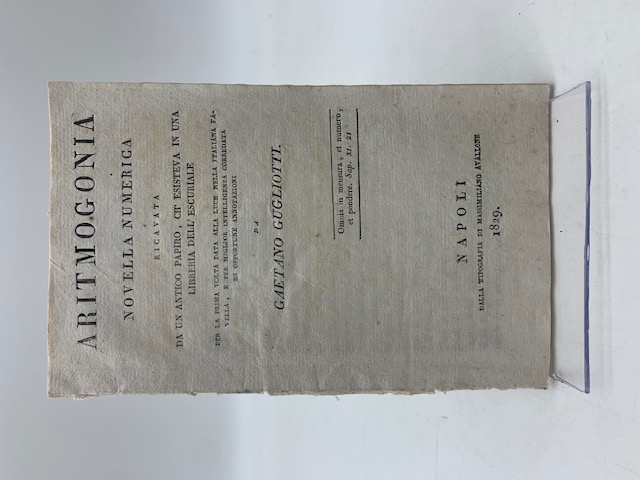 ARITMOGONIA
NOVELLA NUMERICA
RICAVATA
DA UN ANTICO PAPIRO, CH' ESISTEVA IN UNA
LIBRERIA DELL' ESCURIALE
PER LA PRIMA VOLTA DATA ALLA LUCE NELLA ITALIANA FA-
VELLA, E PER MIGLIOR INTELLIGENZA CORREDATA
DI OPPORTUNE ANNOTAZIONI
DA
GAETANO GUGLIOTTI.
Omnia in mensura, et numero,
et pondere. Sap. 11. 21
NAPOLI
DALLA TIPOGRAFIA DI MASSIMILIANO AVALLONE
1829.